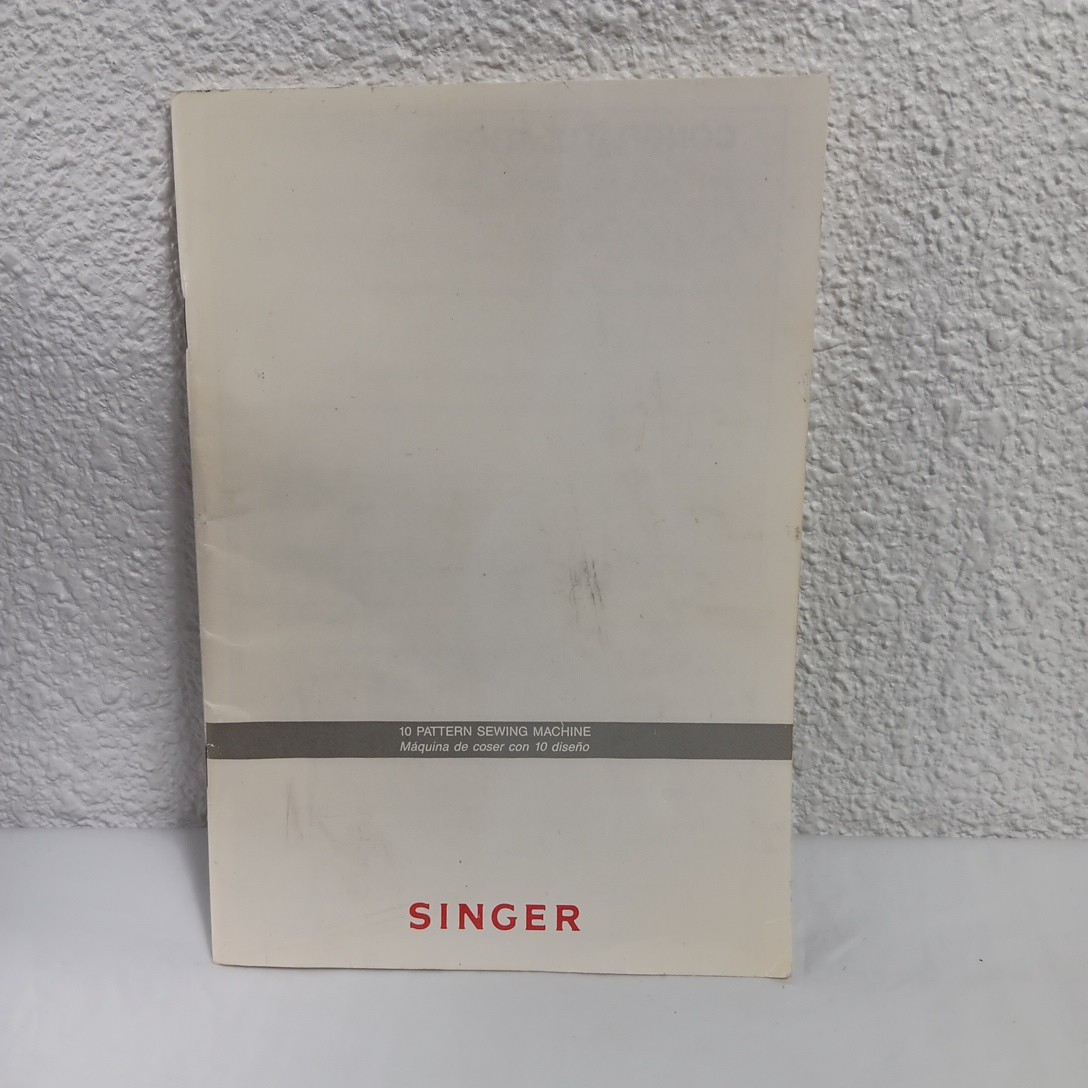 10 PATTERN SEWING MACHINE
Máquina de coser con 10 diseño
SINGER